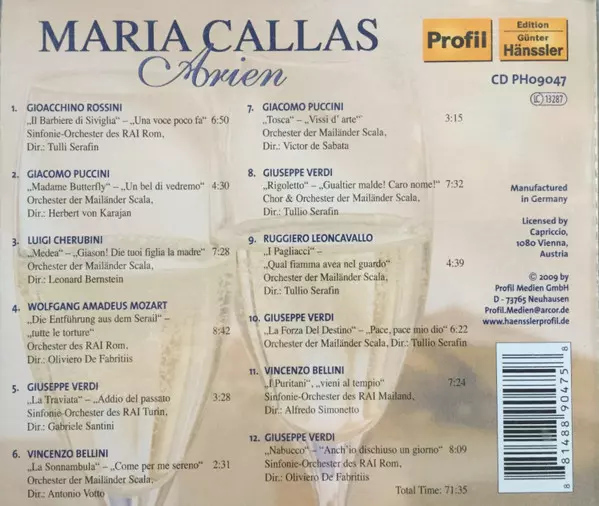 MARIA CALLAS
Arien
Profil
Edition
Günter
Hänssler
CD PH09047
LC 13287
1. GIOACCHINO ROSSINI
„Il Barbiere di Siviglia“ – „Una voce poco fa“ 6:50
Sinfonie-Orchester des RAI Rom,
Dir.: Tulli Serafin
2. GIACOMO PUCCINI
„Madame Butterfly“ – „Un bel di vedremo“ 4:30
Orchester der Mailänder Scala,
Dir.: Herbert von Karajan
3. LUIGI CHERUBINI
„Medea“ – „Giason! Die tuoi figlia la madre“ 7:28
Orchester der Mailänder Scala,
Dir.: Leonard Bernstein
4. WOLFGANG AMADEUS MOZART
„Die Entführung aus dem Serail“ –
„tutte le torture“ 8:42
Orchester des RAI Rom,
Dir.: Oliviero De Fabritiis
5. GIUSEPPE VERDI
„La Traviata“ – „Addio del passato 3:28
Sinfonie-Orchester des RAI Turin,
Dir.: Gabriele Santini
6. VINCENZO BELLINI
„La Sonnambula“ – „Come per me sereno“ 2:31
Dir.: Antonio Votto
7. GIACOMO PUCCINI
„Tosca“ – „Vissi d’ arte“ 3:15
Orchester der Mailänder Scala,
Dir.: Victor de Sabata
8. GIUSEPPE VERDI
„Rigoletto“ – „Gualtier malde! Caro nome!“ 7:32
Chor & Orchester der Mailänder Scala,
Dir.: Tullio Serafin
9. RUGGIERO LEONCAVALLO
„I Pagliacci“ –
„Qual fiamma avea nel guardo“ 4:39
Orchester der Mailänder Scala,
Dir.: Tullio Serafin
10. GIUSEPPE VERDI
„La Forza Del Destino“ – „Pace, pace mio dio“ 6:22
Orchester der Mailänder Scala, Dir.: Tullio Serafin
11. VINCENZO BELLINI
„I Puritani“, „vieni al tempio“ 7:24
Sinfonie-Orchester des RAI Mailand,
Dir.: Alfredo Simonetto
12. GIUSEPPE VERDI
„Nabucco“ – “Anch’io dischiuso un giorno“ 8:09
Sinfonie-Orchester des RAI Rom,
Dir.: Oliviero De Fabritiis
Total Time: 71:35
Manufactured
in Germany
Licensed by
Capriccio,
1080 Vienna,
Austria
© 2009 by
Profil Medien GmbH
D - 73765 Neuhausen
Profil.Medien@arcor.de
www.haensslerprofil.de
8 81488 90475 8